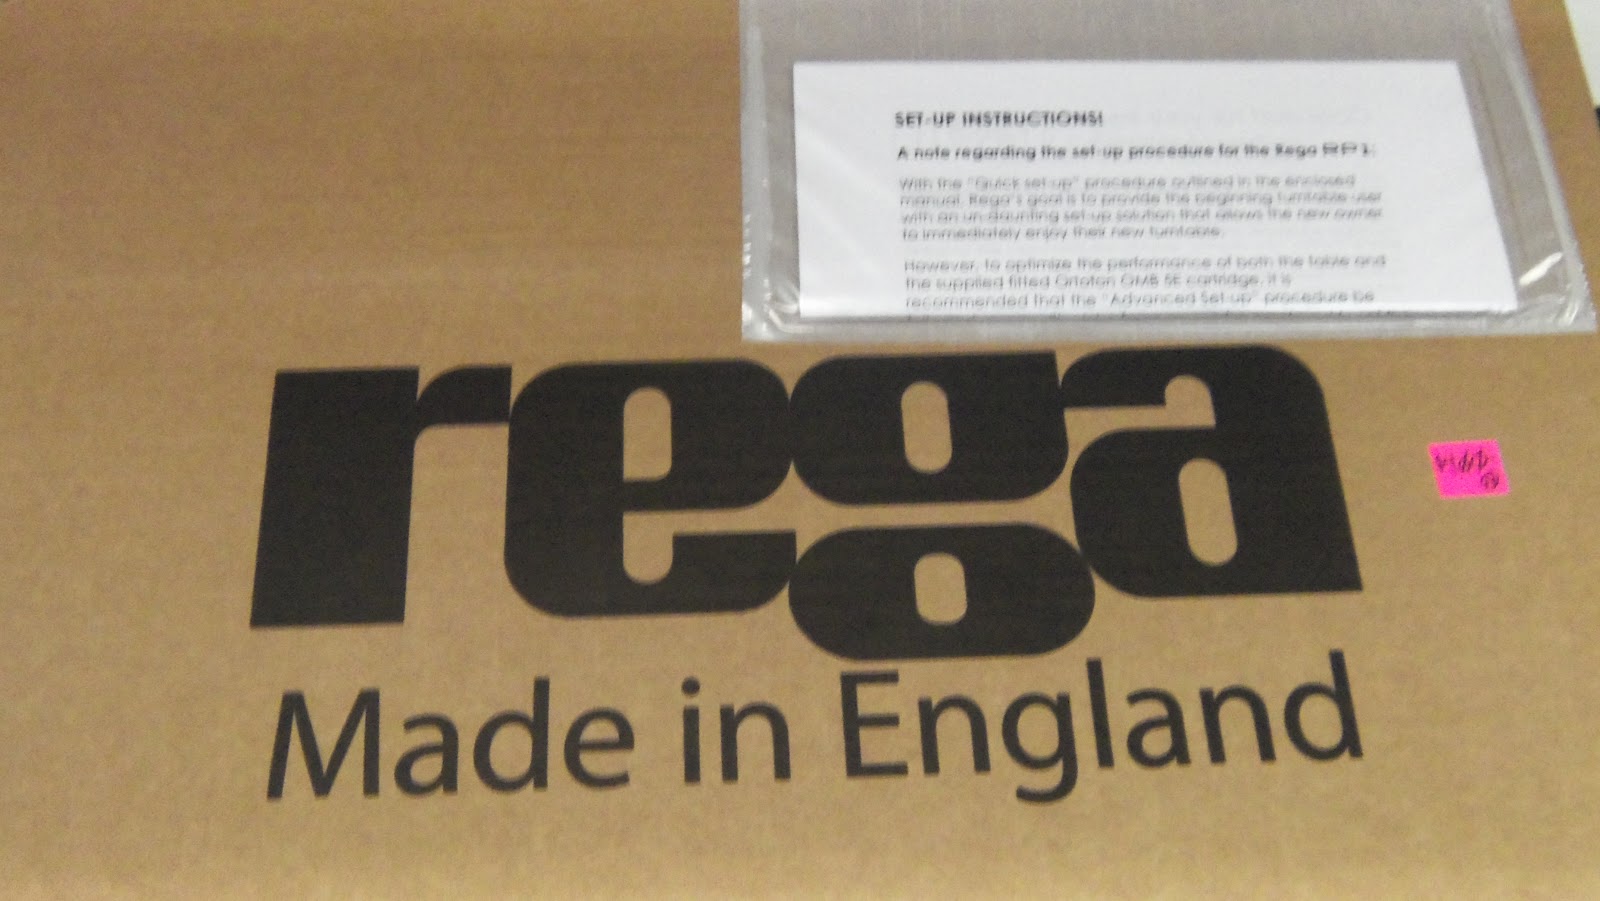 SET-UP INSTRUCTIONS!
A note regarding the set-up procedure for the Rega RP1:
With the "Quick set-up" procedure outlined in the enclosed
manual, Rega's goal is to provide the beginning turntable user
with an un-daunting set-up solution that allows the new owner
to immediately enjoy their new turntable.
However, to optimize the performance of both the table and
the supplied fitted Ortofon OMB 5E cartridge, it is
recommended that the "Advanced Set-up" procedure be
rega
Made in England